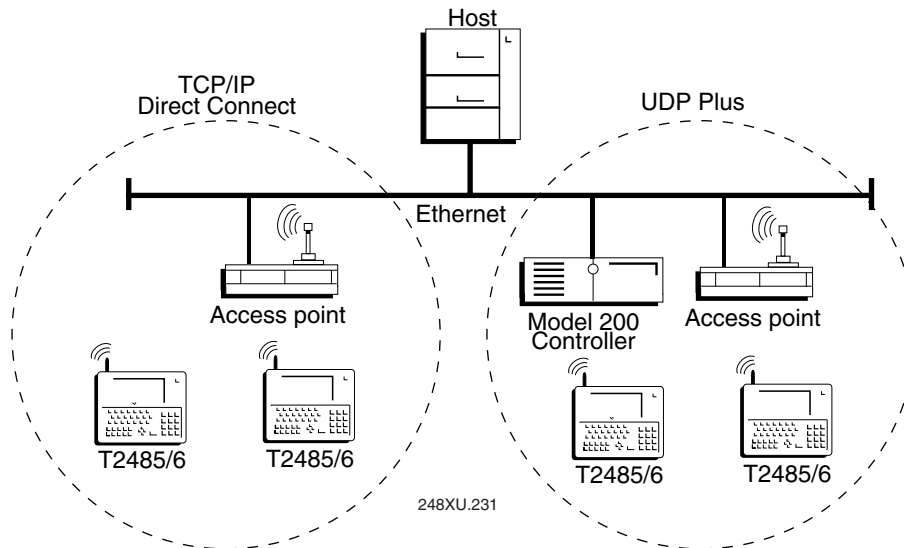 Host
TCP/IP
Direct Connect
UDP Plus
Ethernet
Access point
Model 200
Controller
Access point
T2485/6
T2485/6
T2485/6
T2485/6
248XU.231